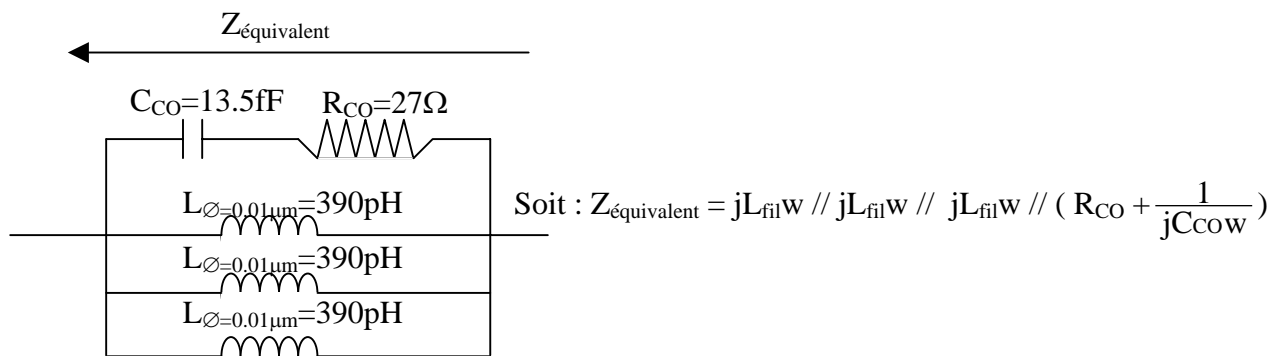 Zéquivalent
CCO=13.5fF RCO=27Ω
L∅=0.01µm=390pH
Soit : Zéquivalent = jLfilw // jLfilw // jLfilw // ( RCO + 1/jCCOw )
L∅=0.01µm=390pH
L∅=0.01µm=390pH